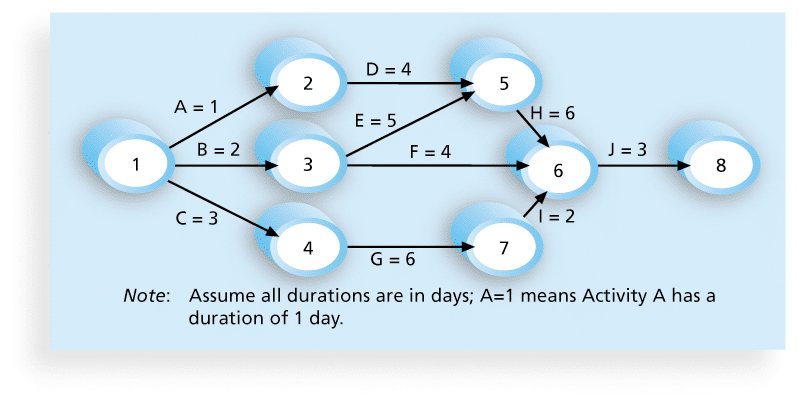 2
D = 4
5
A = 1
E = 5
H = 6
1
B = 2
3
F = 4
6
J = 3
8
C = 3
I = 2
4
G = 6
7
Note: Assume all durations are in days; A=1 means Activity A has a
duration of 1 day.